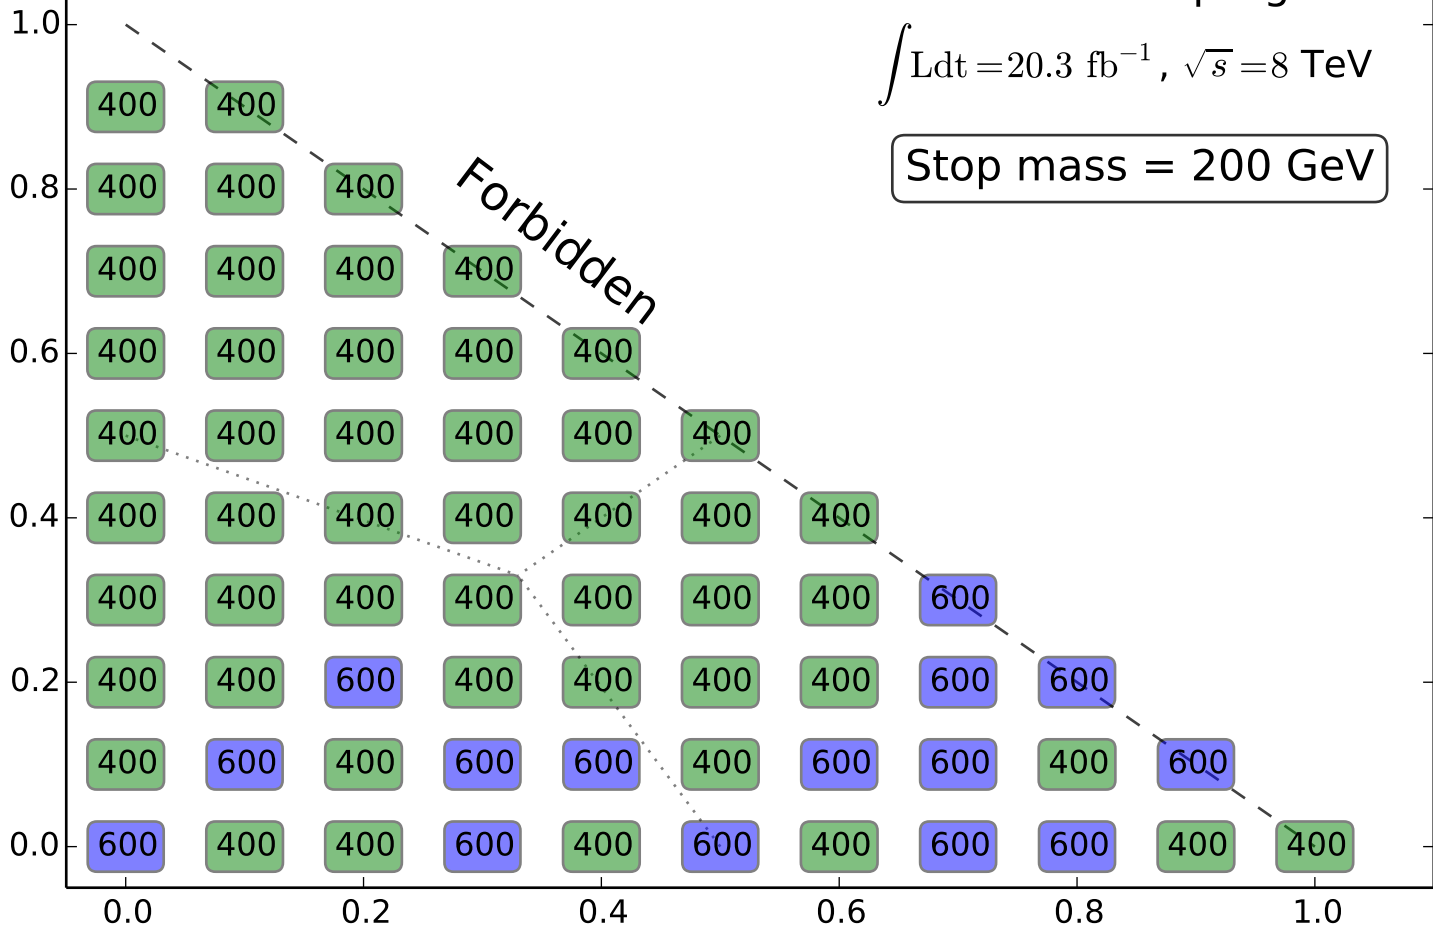 1.0
∫Ldt=20.3 fb⁻¹, √s=8 TeV
400 400
Stop mass = 200 GeV
0.8 400 400 400
Forbidden
400 400 400 400
0.6 400 400 400 400 400
400 400 400 400 400 400
0.4 400 400 400 400 400 400 400
400 400 400 400 400 400 400 600
0.2 400 400 600 400 400 400 400 600 600
400 600 400 600 600 400 600 600 400 600
0.0 600 400 400 600 400 600 400 600 600 400 400
0.0 0.2 0.4 0.6 0.8 1.0